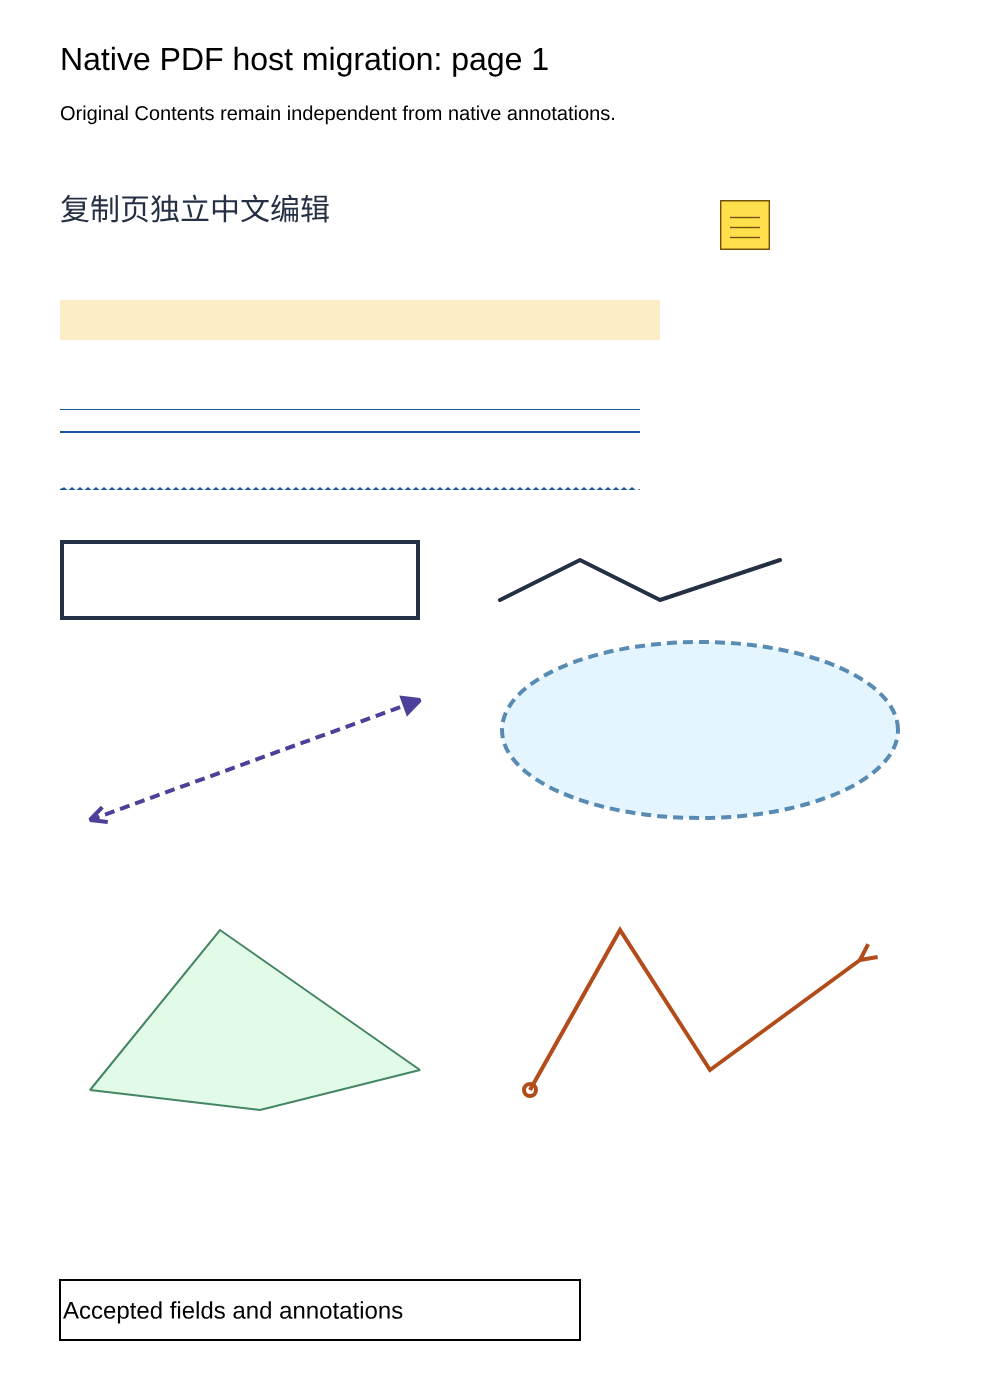 Native PDF host migration: page 1
Original Contents remain independent from native annotations.
复制页独立中文编辑
Accepted fields and annotations